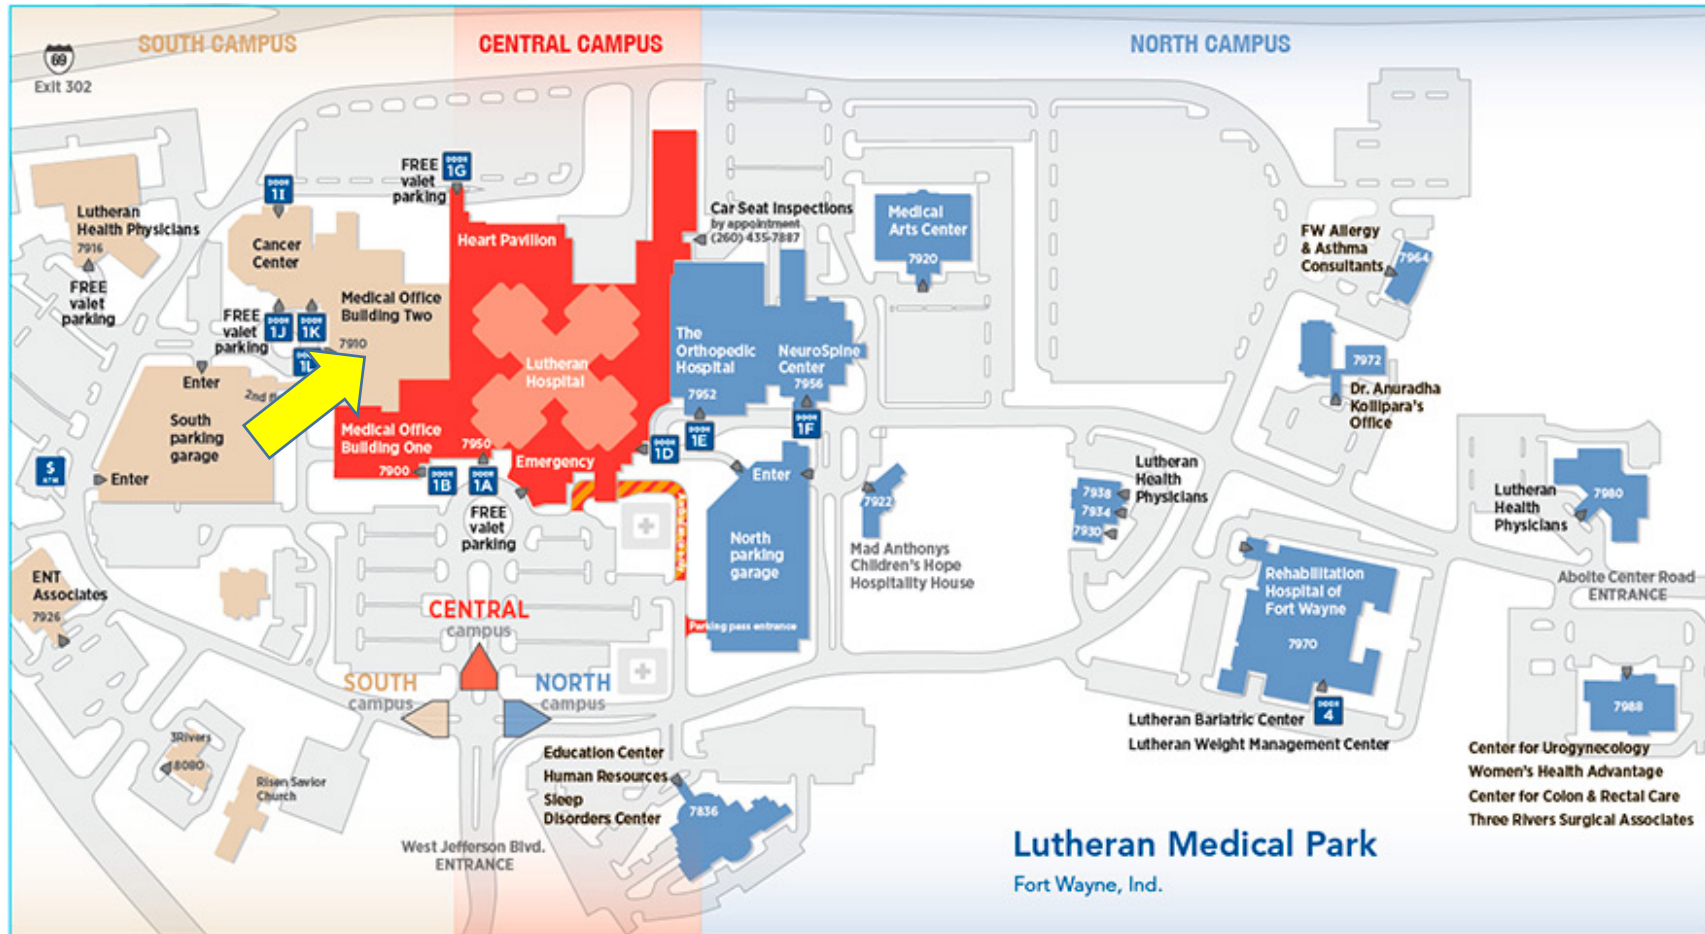 SOUTH CAMPUS
CENTRAL CAMPUS
NORTH CAMPUS
69
Exit 302
Lutheran
Health Physicians
7916
FREE
valet
parking
DOOR
1I
Cancer
Center
FREE
valet
parking
DOOR
1G
Heart Pavilion
Car Seat Inspections
by appointment
(260) 435-7887
Medical
Arts Center
7920
FW Allergy
& Asthma
Consultants
7964
FREE
valet
parking
DOOR
1J
DOOR
1K
1L
Medical Office
Building Two
7910
Enter
2nd
South
parking
garage
Enter
$
ATM
Lutheran
Hospital
Medical Office
Building One
7900
7950
DOOR
1B
DOOR
1A
Emergency
FREE
valet
parking
The
Orthopedic
Hospital
7952
NeuroSpine
Center
7956
DOOR
1D
DOOR
1E
DOOR
1F
Enter
North
parking
garage
Parking pass entrance
7922
Mad Anthonys
Children's Hope
Hospitality House
7972
Dr. Anuradha
Kollipara's
Office
Lutheran
Health
Physicians
7938
7934
7930
Lutheran
Health
Physicians
7980
Abolte Center Road
ENTRANCE
Rehabilitation
Hospital of
Fort Wayne
7970
DOOR
4
Lutheran Bariatric Center
Lutheran Weight Management Center
7988
Center for Urogynecology
Women's Health Advantage
Center for Colon & Rectal Care
Three Rivers Surgical Associates
ENT
Associates
7926
CENTRAL
campus
SOUTH
campus
NORTH
campus
3Rivers
8080
Risen Savior
Church
West Jefferson Blvd.
ENTRANCE
Education Center
Human Resources
Sleep
Disorders Center
7836
Lutheran Medical Park
Fort Wayne, Ind.